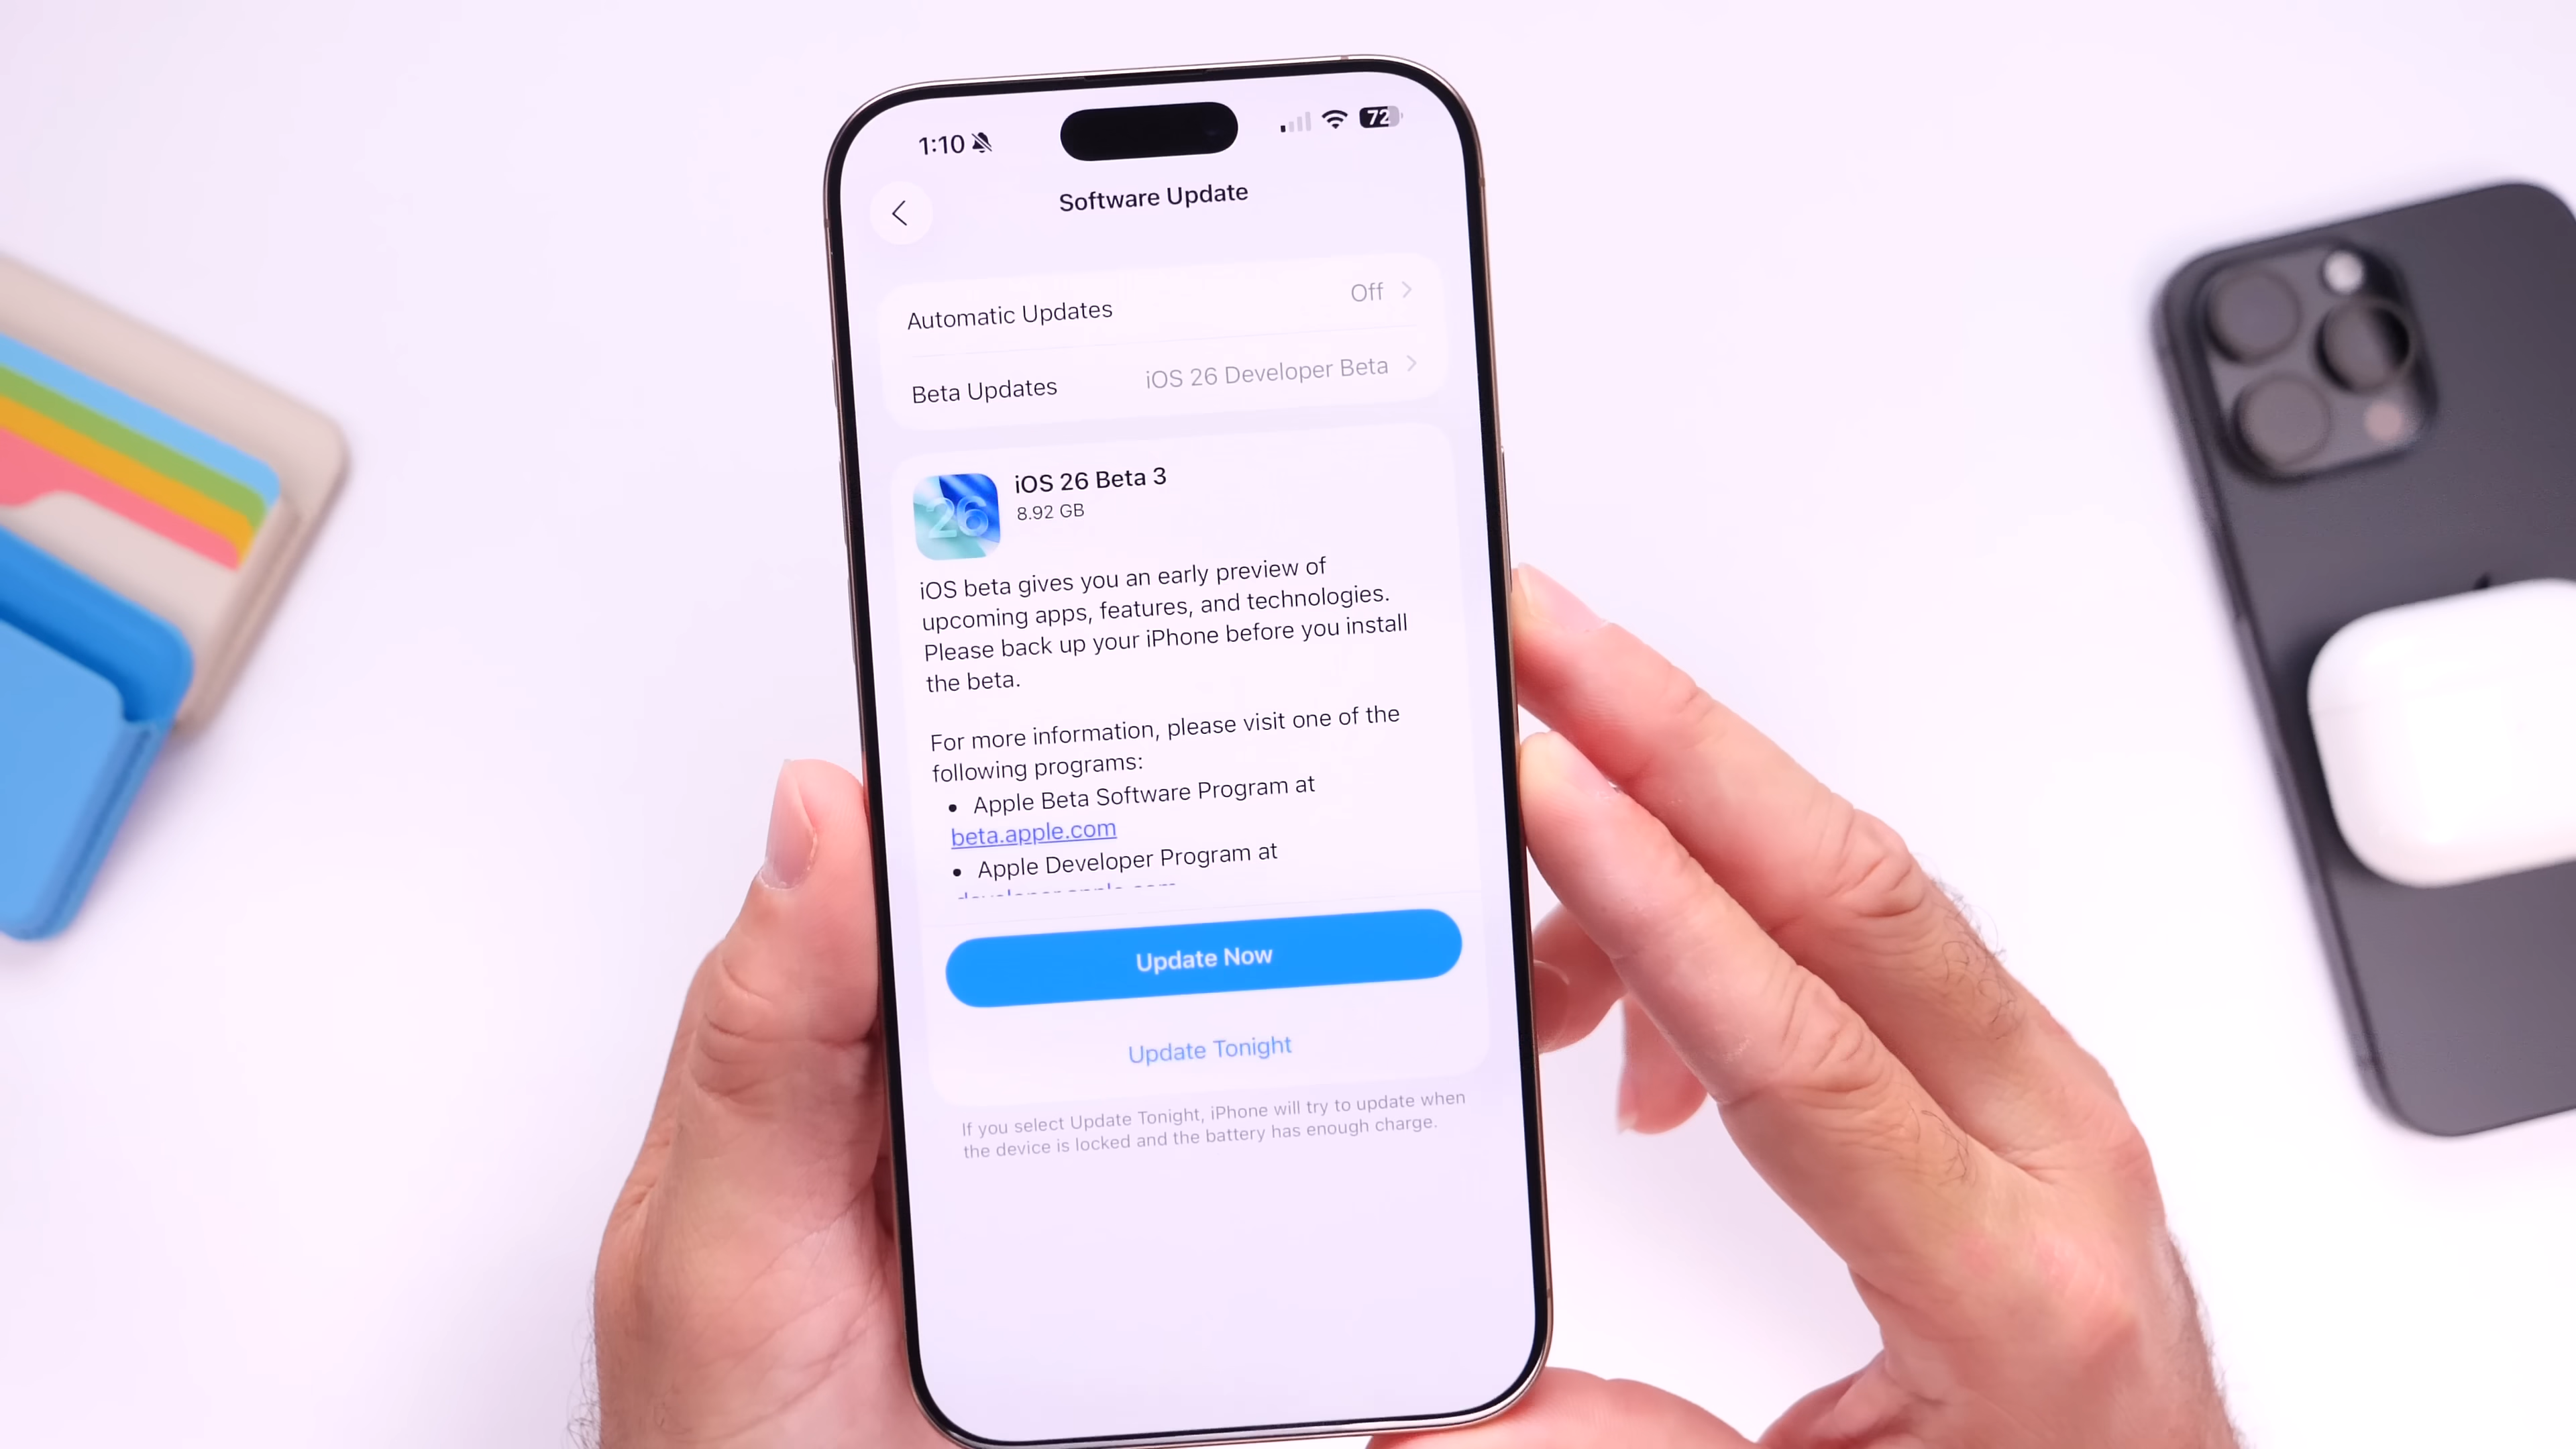 1:10
72
Software Update
Automatic Updates Off
Beta Updates iOS 26 Developer Beta
26
iOS 26 Beta 3
8.92 GB
iOS beta gives you an early preview of
upcoming apps, features, and technologies.
Please back up your iPhone before you install
the beta.
For more information, please visit one of the
following programs:
• Apple Beta Software Program at
beta.apple.com
• Apple Developer Program at
developer.apple.com
Update Now
Update Tonight
If you select Update Tonight, iPhone will try to update when
the device is locked and the battery has enough charge.